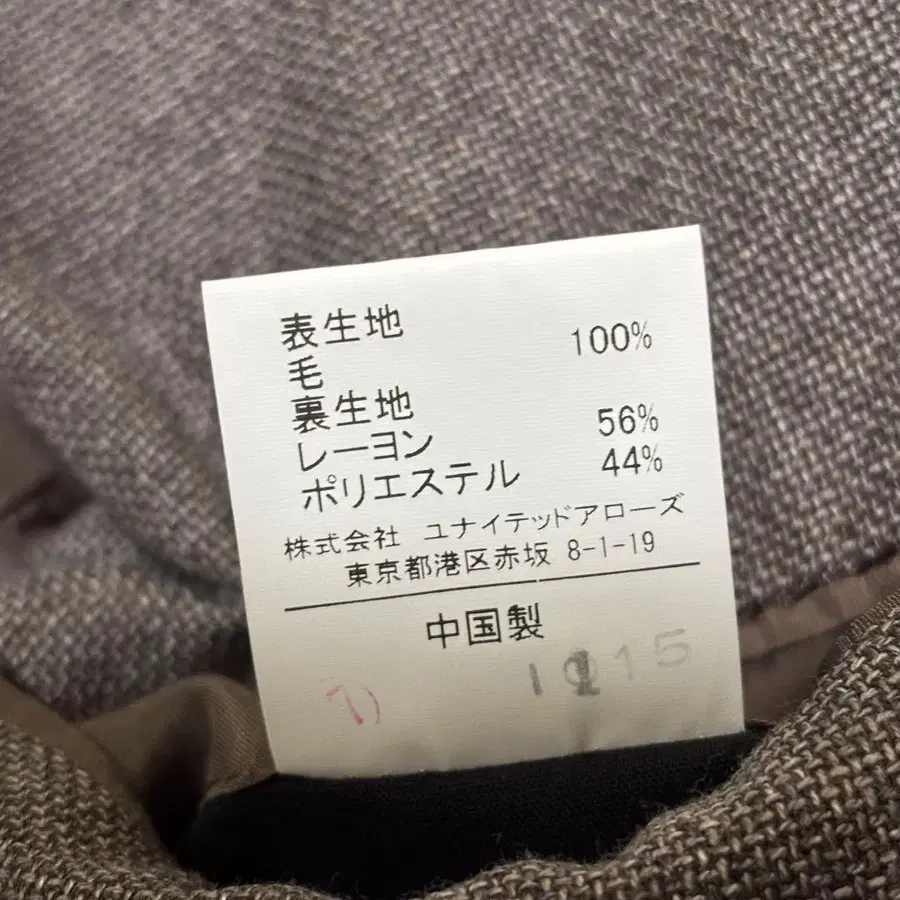 表生地
毛 100%
裏生地
レーヨン 56%
ポリエステル 44%
株式会社 ユナイテッドアローズ
東京都港区赤坂 8-1-19
中国製